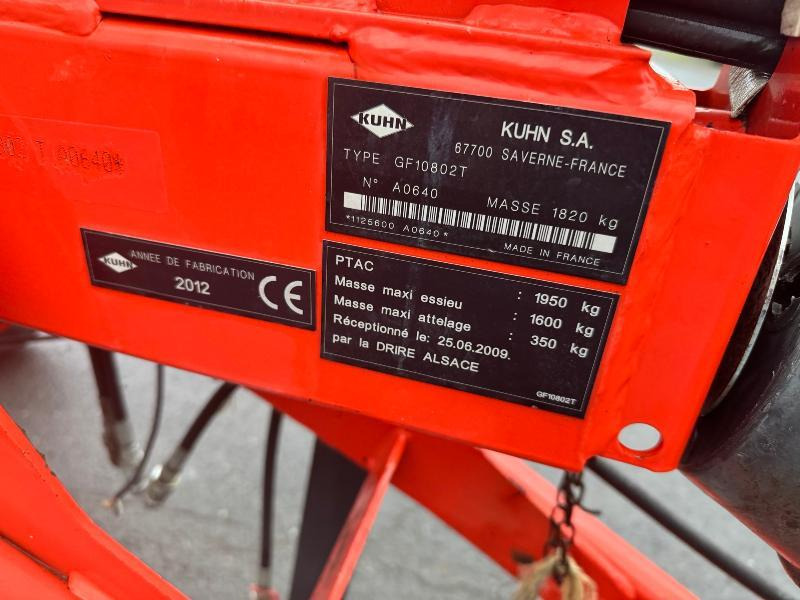 KUHN
KUHN S.A.
67700 SAVERNE-FRANCE
TYPE GF10802T
N° A0640 MASSE 1820 kg
*1125600 A0640*
MADE IN FRANCE
KUHN
ANNEE DE FABRICATION
2012
CE
PTAC : 1950 kg
Masse maxi essieu : 1600 kg
Masse maxi attelage : 350 kg
Réceptionné le: 25.06.2009.
par la DRIRE ALSACE
GF10802T
T A0640*